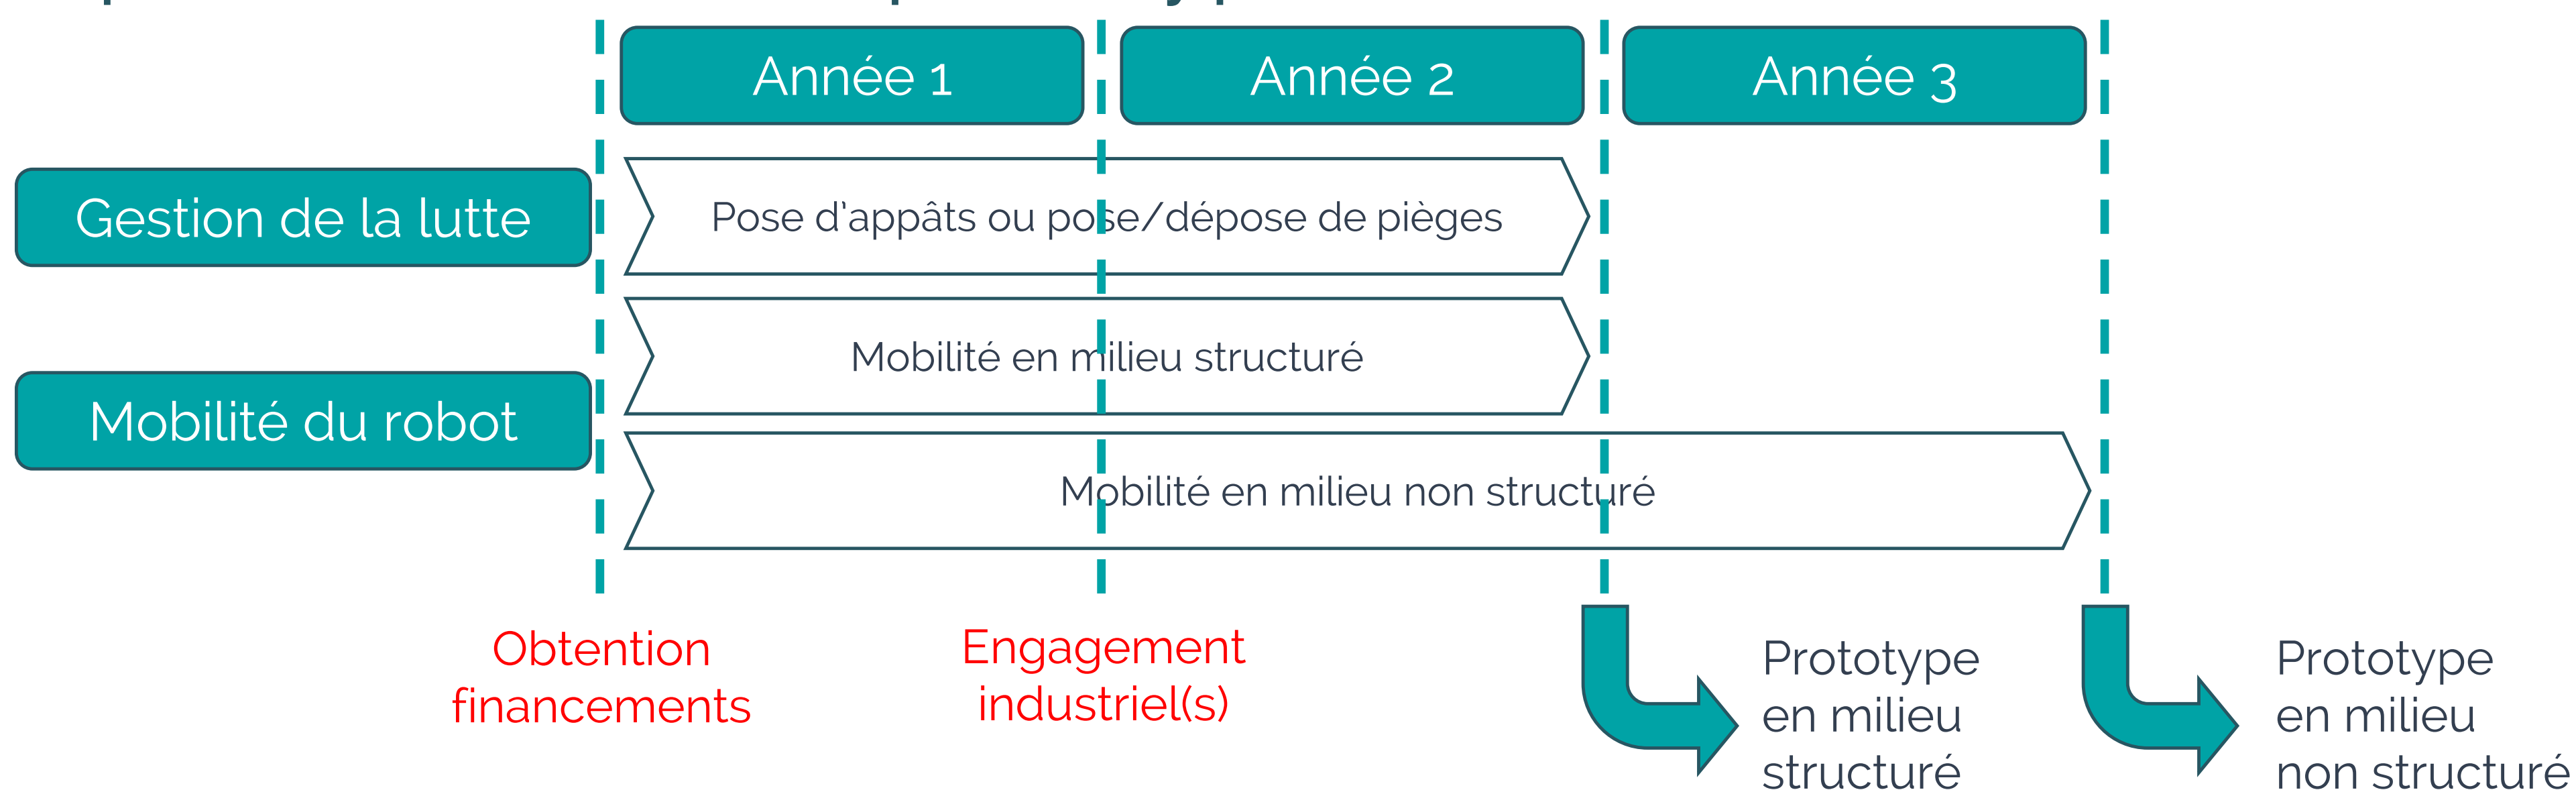 Année 1
Année 2
Année 3
Gestion de la lutte
Pose d'appâts ou pose/dépose de pièges
Mobilité en milieu structuré
Mobilité du robot
Mobilité en milieu non structuré
Obtention
financements
Engagement
industriel(s)
Prototype
en milieu
structuré
Prototype
en milieu
non structuré